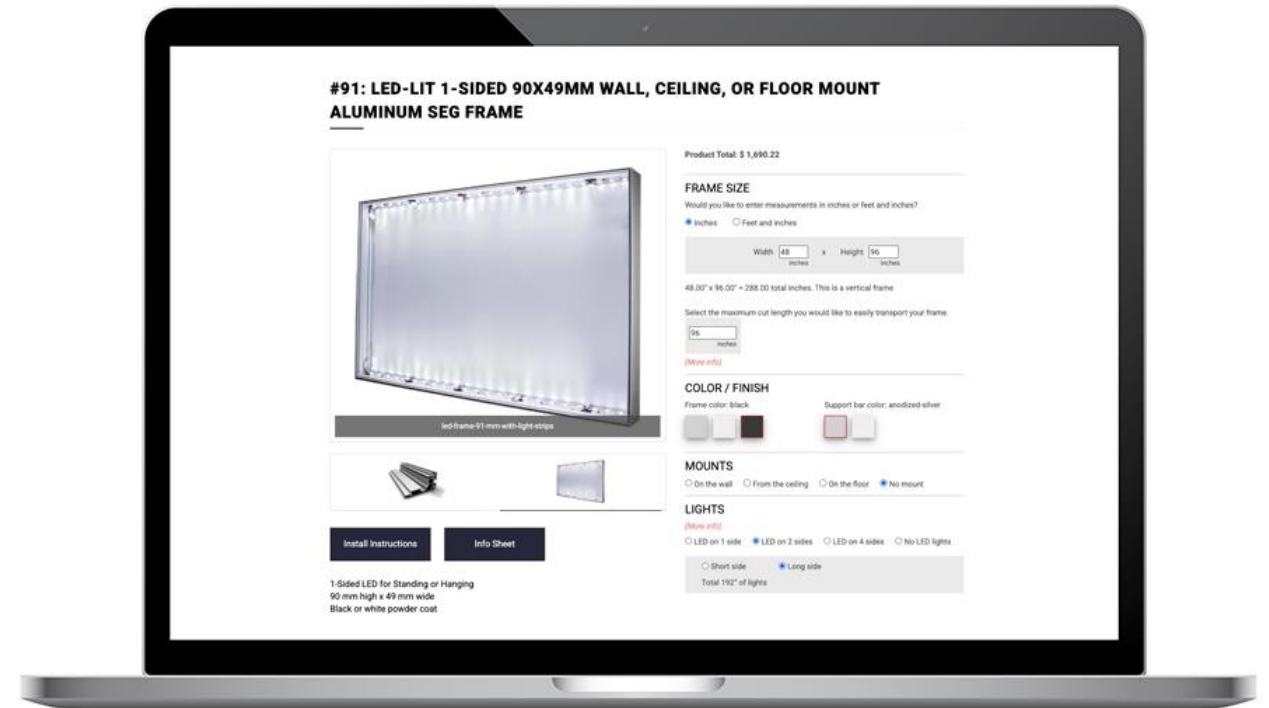 #91: LED-LIT 1-SIDED 90X49MM WALL, CEILING, OR FLOOR MOUNT
ALUMINUM SEG FRAME
led-frame-91-mm-with-light-strips
Install Instructions
Info Sheet
1-Sided LED for Standing or Hanging
90 mm high x 49 mm wide
Black or white powder coat
Product Total: $ 1,690.22
FRAME SIZE
Would you like to enter measurements in inches or feet and inches?
Inches Feet and inches
Width 48 x Height 96
inches inches
48.00" x 96.00" = 288.00 total inches. This is a vertical frame
Select the maximum cut length you would like to easily transport your frame.
96
inches
(More info)
COLOR / FINISH
Frame color: black Support bar color: anodized-silver
MOUNTS
On the wall From the ceiling On the floor No mount
LIGHTS
(More info)
LED on 1 side LED on 2 sides LED on 4 sides No LED lights
Short side Long side
Total 192" of lights